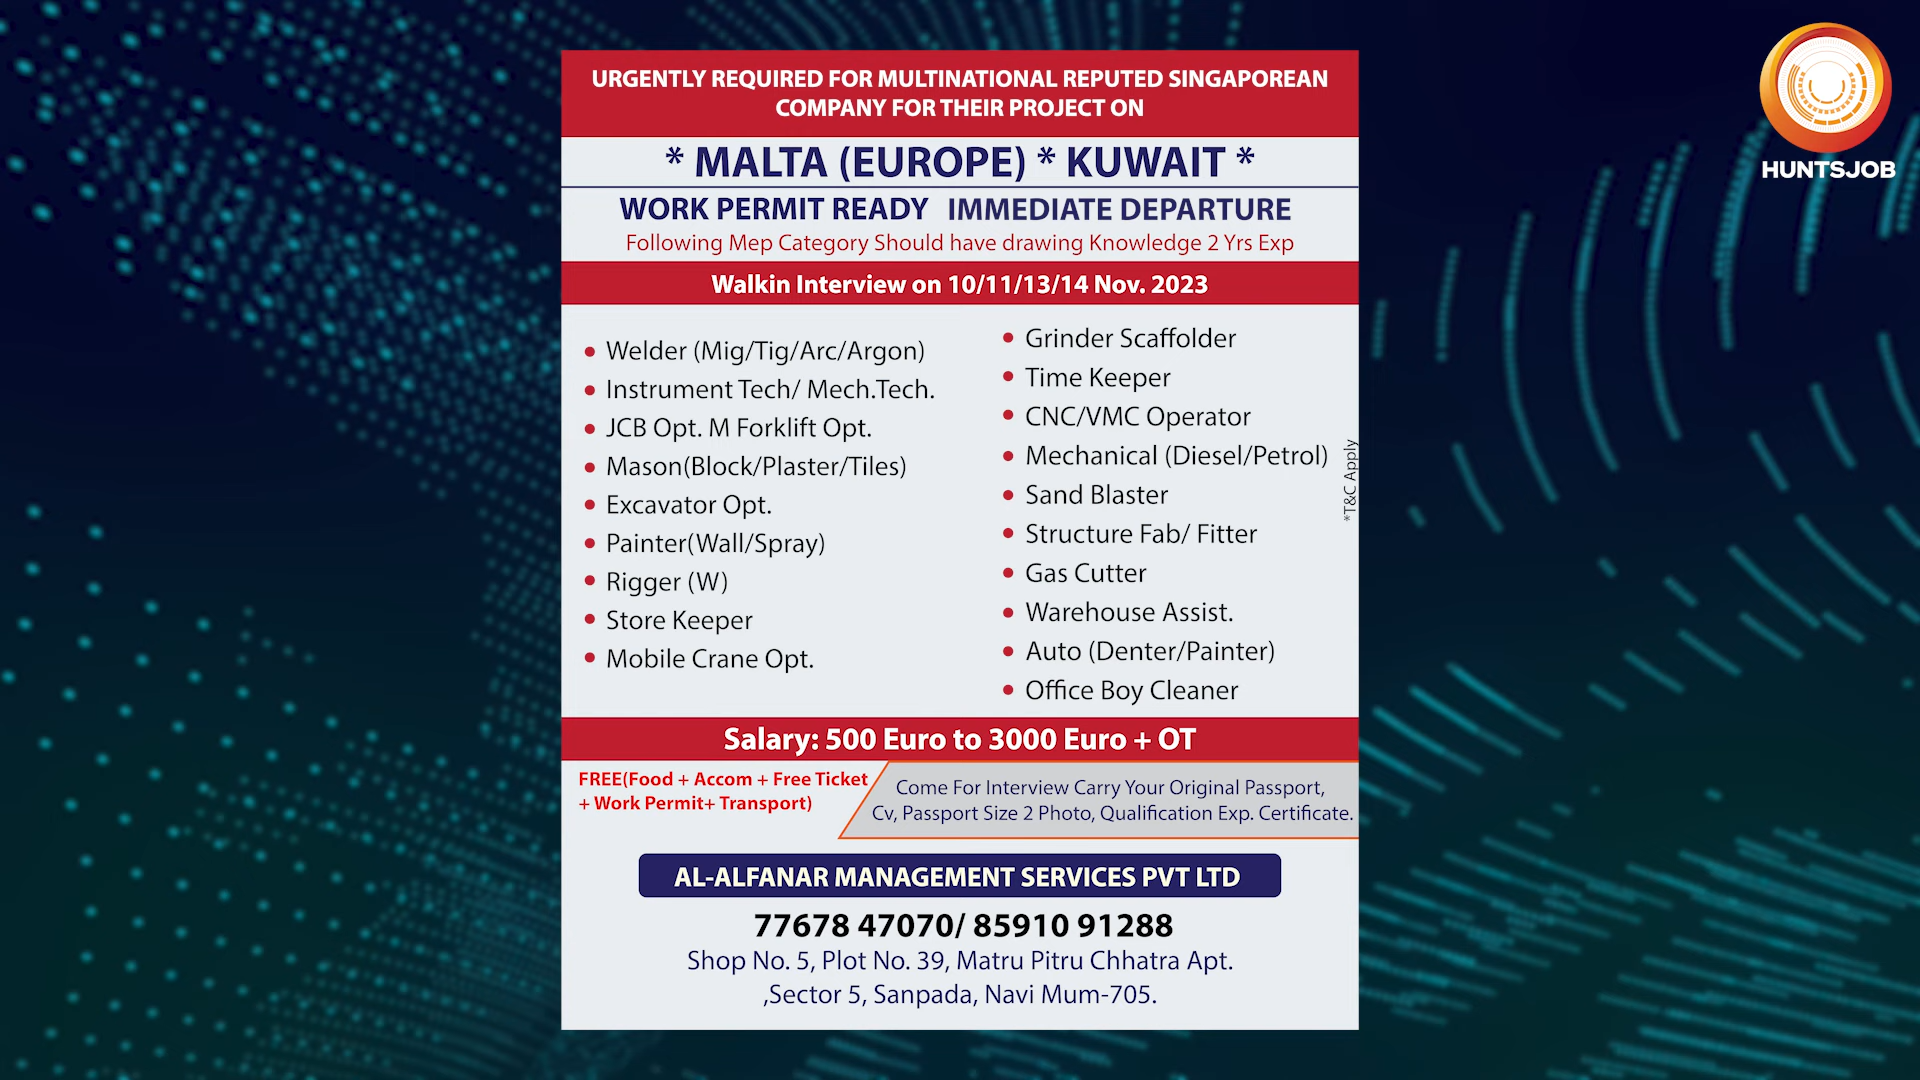 HUNTSJOB
URGENTLY REQUIRED FOR MULTINATIONAL REPUTED SINGAPOREAN
COMPANY FOR THEIR PROJECT ON
* MALTA (EUROPE) * KUWAIT *
WORK PERMIT READY IMMEDIATE DEPARTURE
Following Mep Category Should have drawing Knowledge 2 Yrs Exp
Walkin Interview on 10/11/13/14 Nov. 2023
• Welder (Mig/Tig/Arc/Argon)
• Instrument Tech/ Mech.Tech.
• JCB Opt. M Forklift Opt.
• Mason(Block/Plaster/Tiles)
• Excavator Opt.
• Painter(Wall/Spray)
• Rigger (W)
• Store Keeper
• Mobile Crane Opt.
• Grinder Scaffolder
• Time Keeper
• CNC/VMC Operator
• Mechanical (Diesel/Petrol)
• Sand Blaster
• Structure Fab/ Fitter
• Gas Cutter
• Warehouse Assist.
• Auto (Denter/Painter)
• Office Boy Cleaner
*T&C Apply
Salary: 500 Euro to 3000 Euro + OT
FREE(Food + Accom + Free Ticket
+ Work Permit+ Transport)
Come For Interview Carry Your Original Passport,
Cv, Passport Size 2 Photo, Qualification Exp. Certificate.
AL-ALFANAR MANAGEMENT SERVICES PVT LTD
77678 47070/ 85910 91288
Shop No. 5, Plot No. 39, Matru Pitru Chhatra Apt.
,Sector 5, Sanpada, Navi Mum-705.